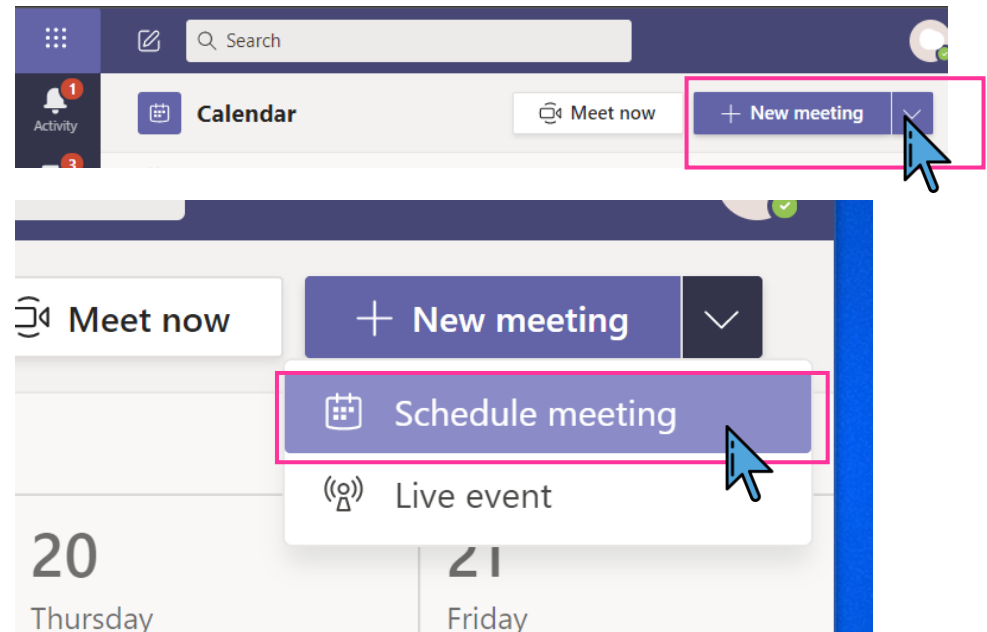 Search
1
Activity
Calendar
Meet now
New meeting
3
Meet now
New meeting
Schedule meeting
Live event
20
21
Thursday
Friday